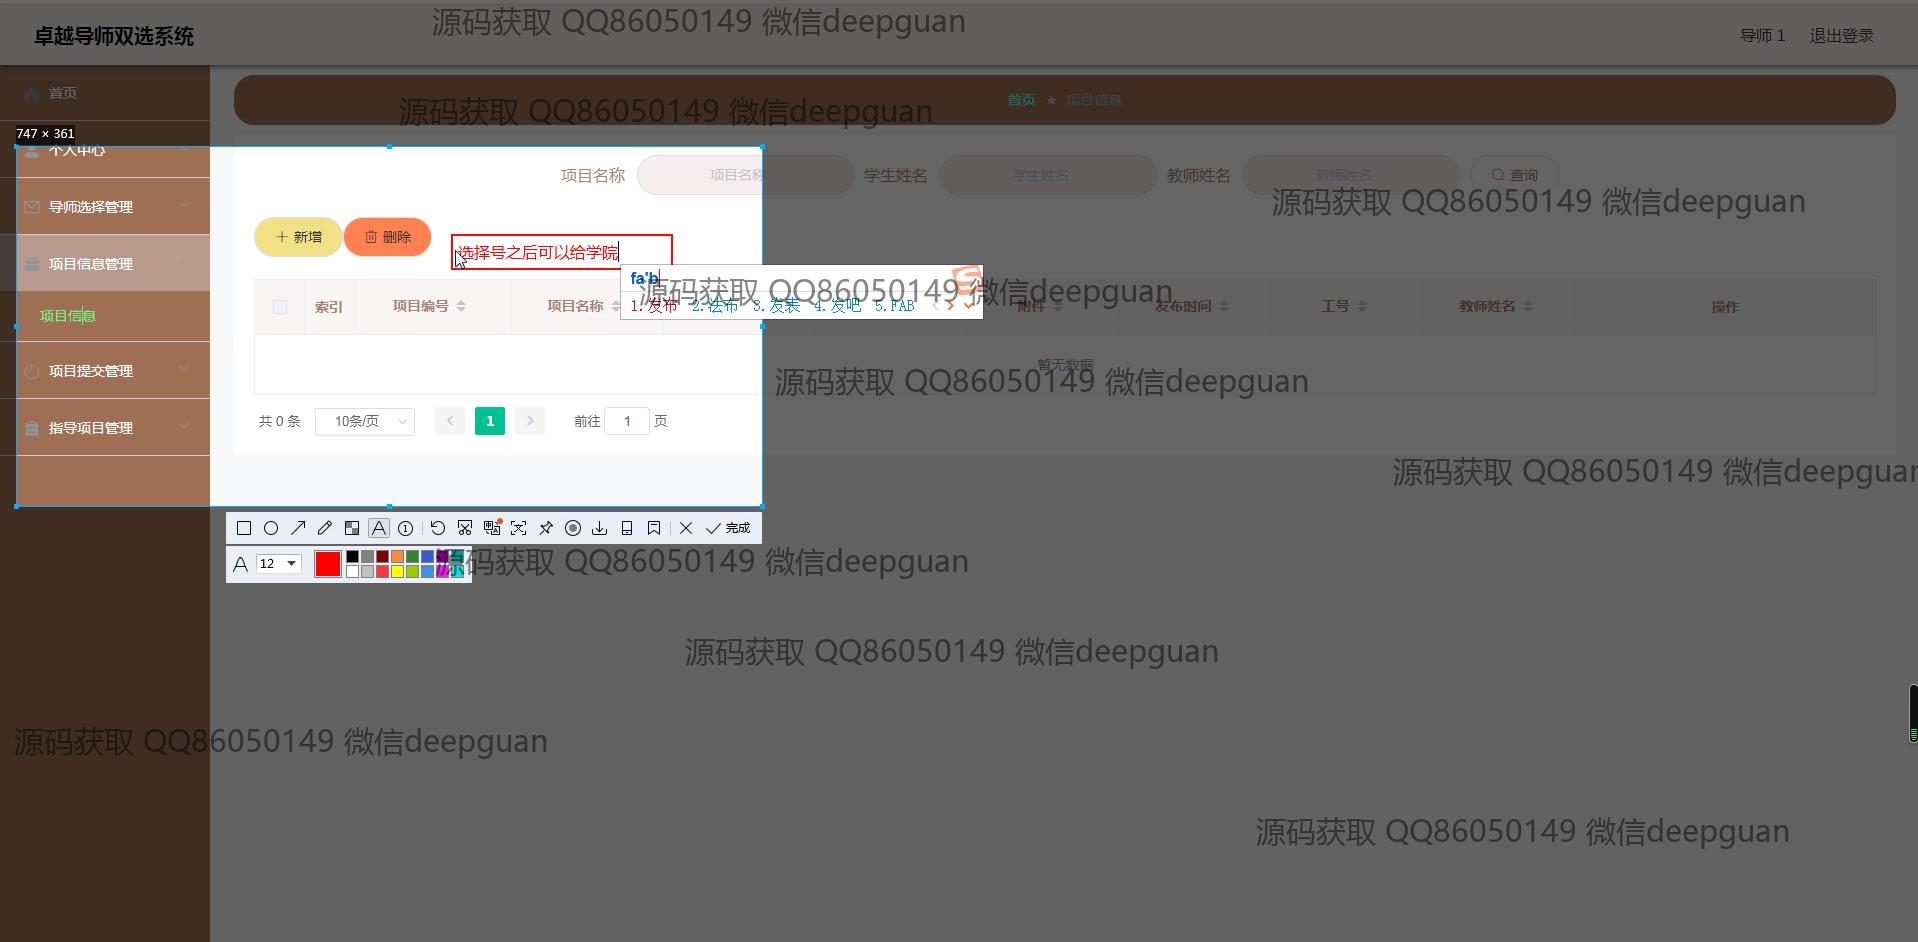 源码获取 QQ86050149 微信deepguan
卓越导师双选系统
导师 1 退出登录
首页
首页 ★ 项目信息
源码获取 QQ86050149 微信deepguan
747 × 361
个人中心
项目名称 项目名称 学生姓名 学生姓名 教师姓名 教师姓名 查询
源码获取 QQ86050149 微信deepguan
导师选择管理
新增 删除
选择号之后可以给学院
项目信息管理
fa'b
源码获取 QQ86050149 微信deepguan
1.发布 2.法布 3.发表 4.发吧 5.FAB
索引 项目编号 项目名称 附件 发布时间 工号 教师姓名 操作
项目信息
暂无数据
项目提交管理
源码获取 QQ86050149 微信deepguan
共 0 条 10条/页 1 前往 1 页
指导项目管理
源码获取 QQ86050149 微信deepguan
完成
A 12
源码获取 QQ86050149 微信deepguan
源码获取 QQ86050149 微信deepguan
源码获取 QQ86050149 微信deepguan
源码获取 QQ86050149 微信deepguan